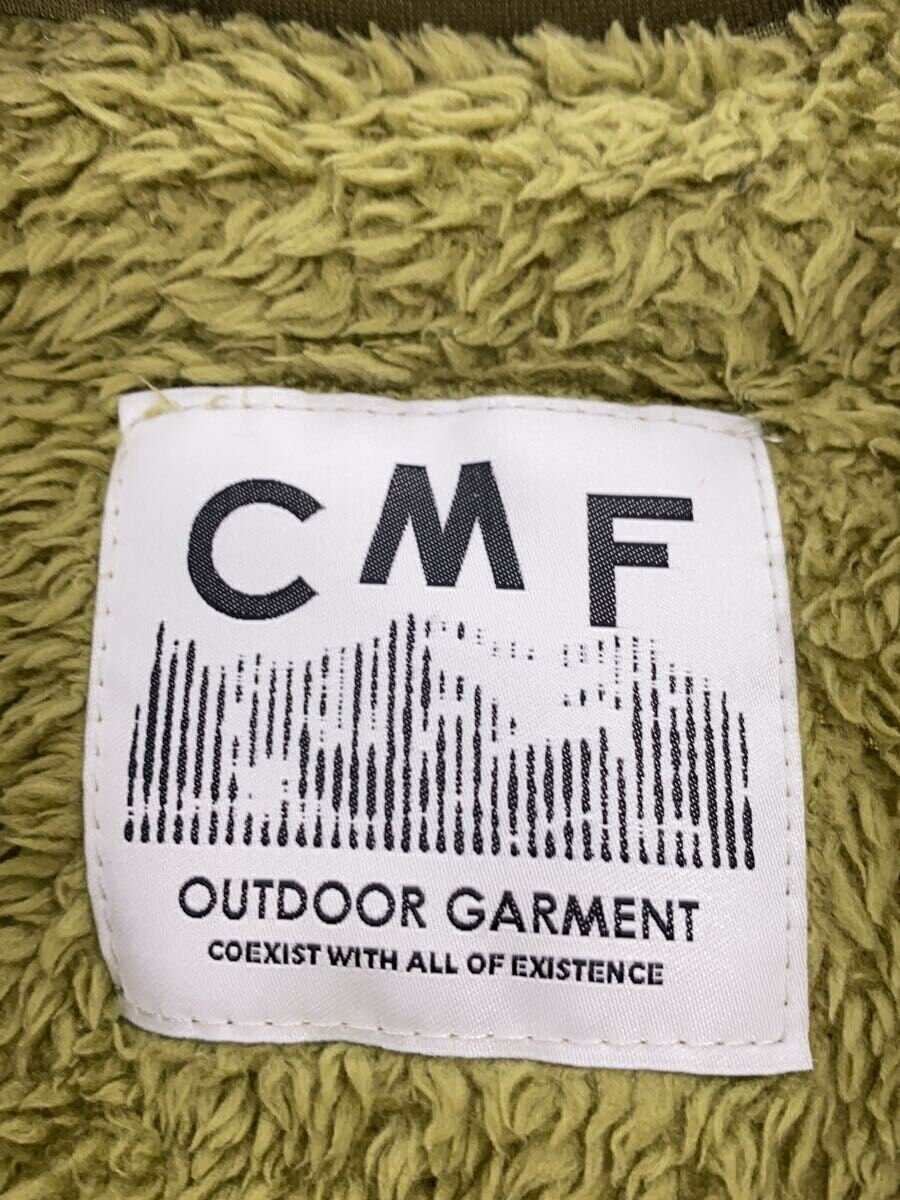 CMF
OUTDOOR GARMENT
COEXIST WITH ALL OF EXISTENCE